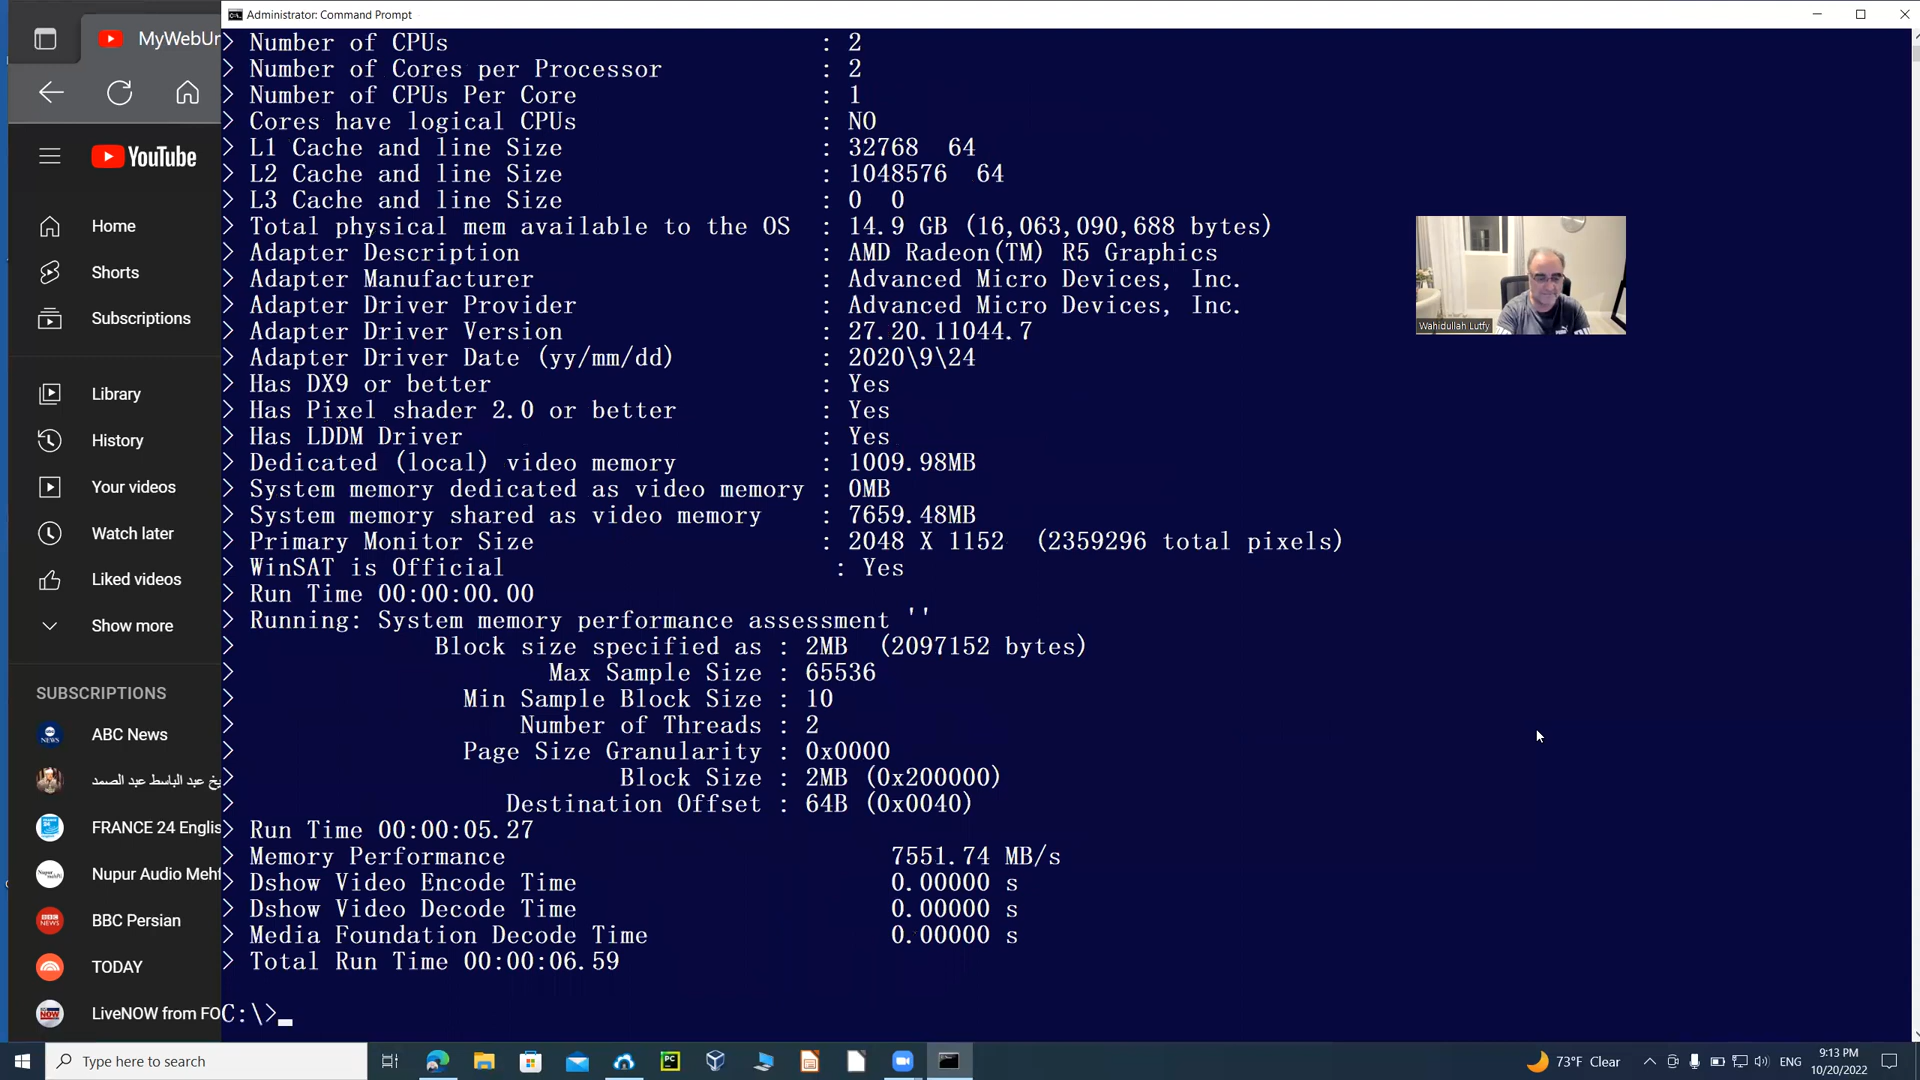 Administrator: Command Prompt
MyWebUn
> Number of CPUs : 2
> Number of Cores per Processor : 2
> Number of CPUs Per Core : 1
> Cores have logical CPUs : NO
> L1 Cache and line Size : 32768 64
> L2 Cache and line Size : 1048576 64
> L3 Cache and line Size : 0 0
> Total physical mem available to the OS : 14.9 GB (16,063,090,688 bytes)
> Adapter Description : AMD Radeon(TM) R5 Graphics
> Adapter Manufacturer : Advanced Micro Devices, Inc.
> Adapter Driver Provider : Advanced Micro Devices, Inc.
> Adapter Driver Version : 27.20.11044.7
> Adapter Driver Date (yy/mm/dd) : 2020\9\24
> Has DX9 or better : Yes
> Has Pixel shader 2.0 or better : Yes
> Has LDDM Driver : Yes
> Dedicated (local) video memory : 1009.98MB
> System memory dedicated as video memory : 0MB
> System memory shared as video memory : 7659.48MB
> Primary Monitor Size : 2048 X 1152 (2359296 total pixels)
> WinSAT is Official : Yes
> Run Time 00:00:00.00
> Running: System memory performance assessment ''
> Block size specified as : 2MB (2097152 bytes)
> Max Sample Size : 65536
> Min Sample Block Size : 10
> Number of Threads : 2
> Page Size Granularity : 0x0000
> Block Size : 2MB (0x200000)
> Destination Offset : 64B (0x0040)
> Run Time 00:00:05.27
> Memory Performance 7551.74 MB/s
> Dshow Video Encode Time 0.00000 s
> Dshow Video Decode Time 0.00000 s
> Media Foundation Decode Time 0.00000 s
> Total Run Time 00:00:06.59
C:\>_
YouTube
Home
Shorts
Subscriptions
Library
History
Your videos
Watch later
Liked videos
Show more
SUBSCRIPTIONS
ABC News
يخ عبد الباسط عبد الصمد
FRANCE 24 Englis
Nupur Audio Mehf
BBC Persian
TODAY
LiveNOW from FO
Wahidullah Lutfy
Type here to search
73°F Clear
ENG
9:13 PM
10/20/2022